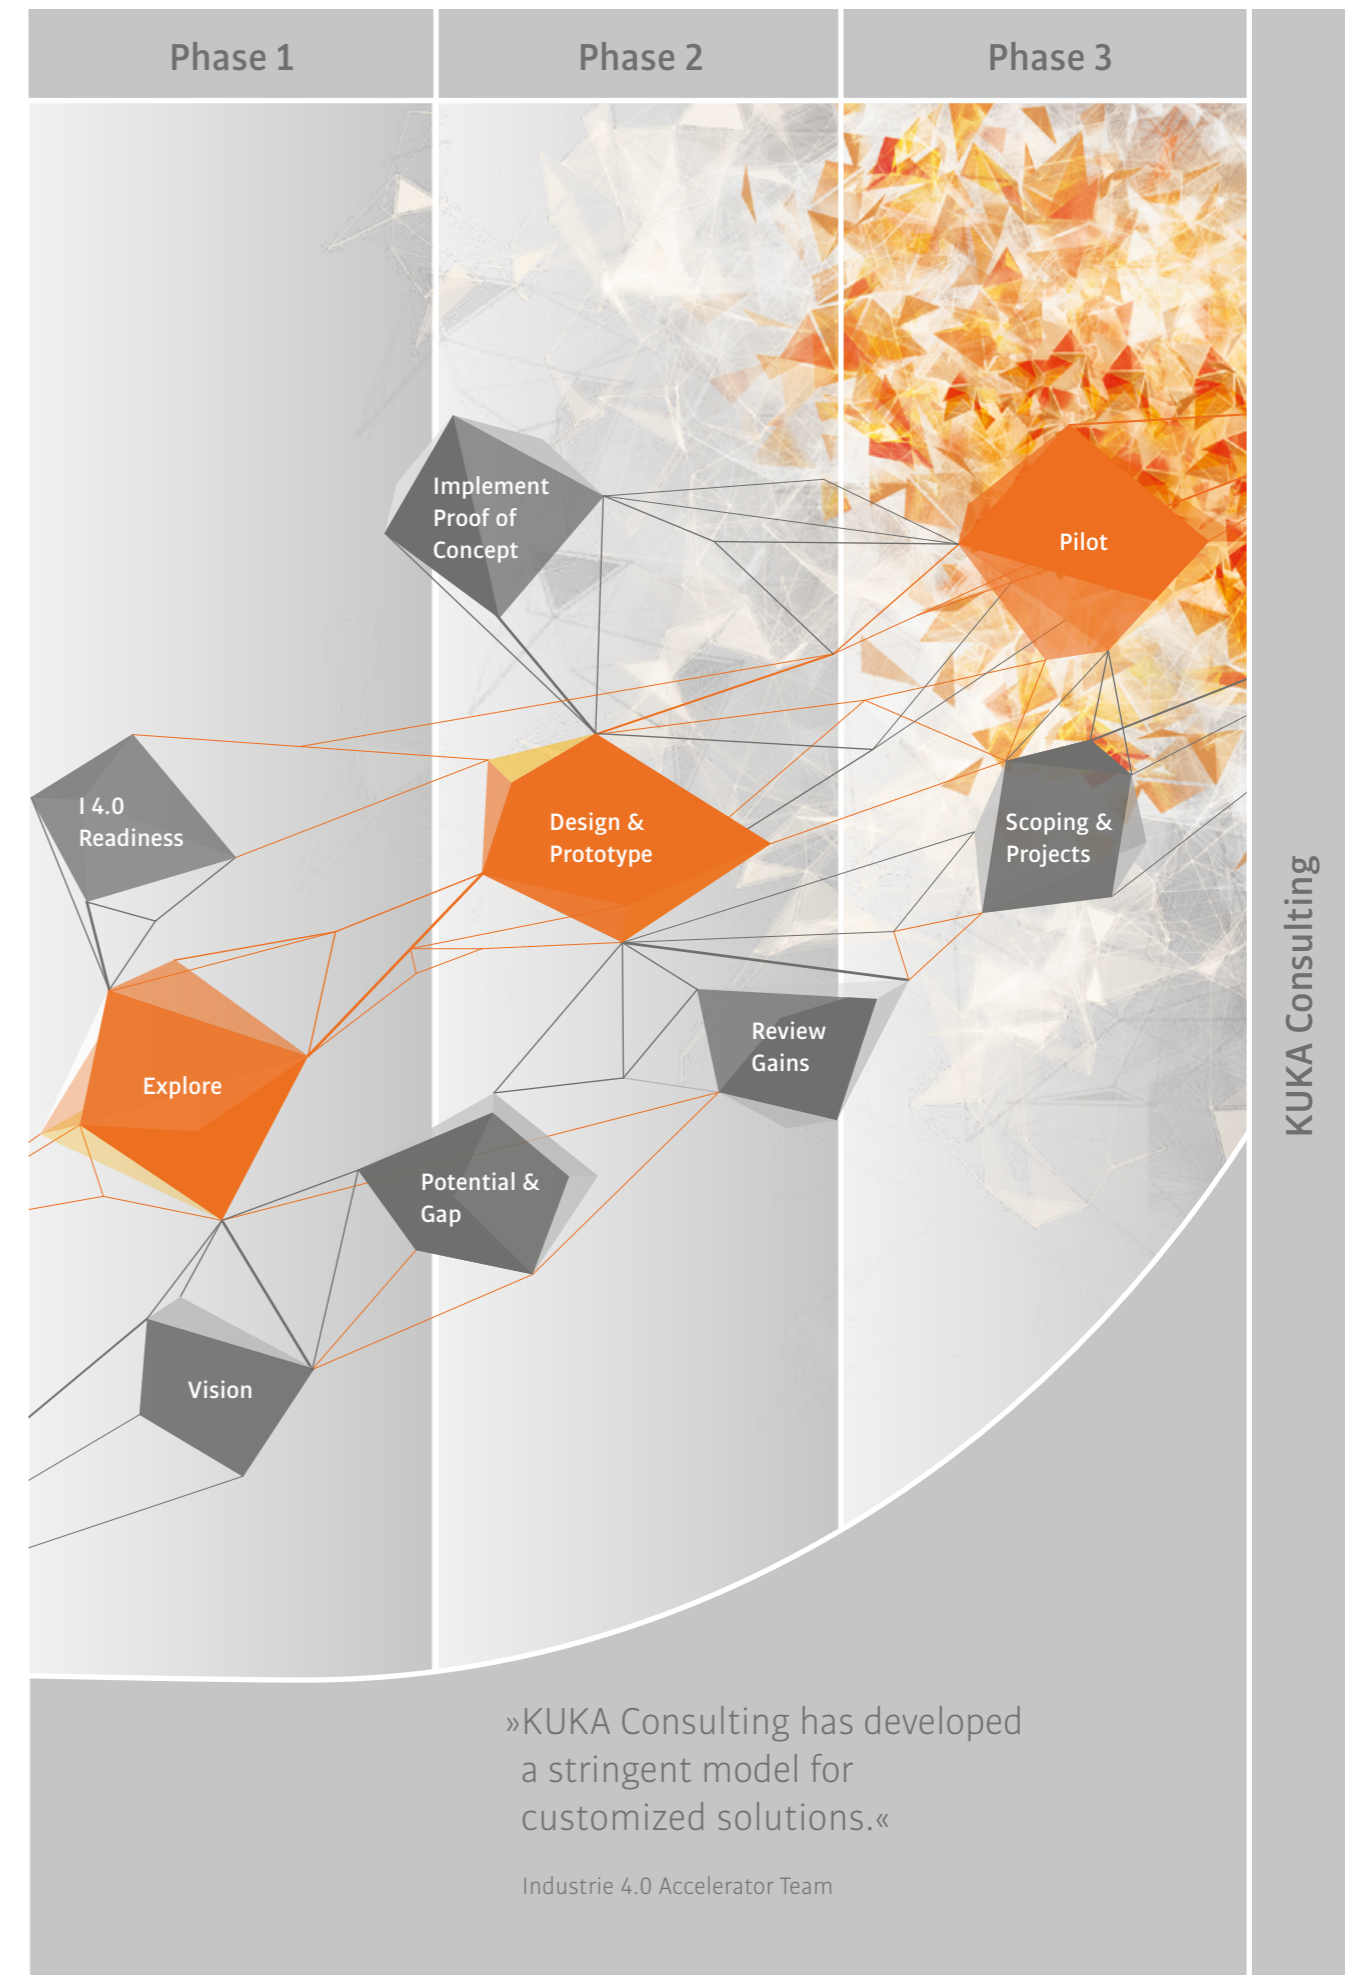 Phase 1
Phase 2
Phase 3
Implement
Proof of
Concept
Pilot
I 4.0
Readiness
Design &
Prototype
Scoping &
Projects
Explore
Review
Gains
Potential &
Gap
Vision
KUKA Consulting
»KUKA Consulting has developed
a stringent model for
customized solutions.«
Industrie 4.0 Accelerator Team